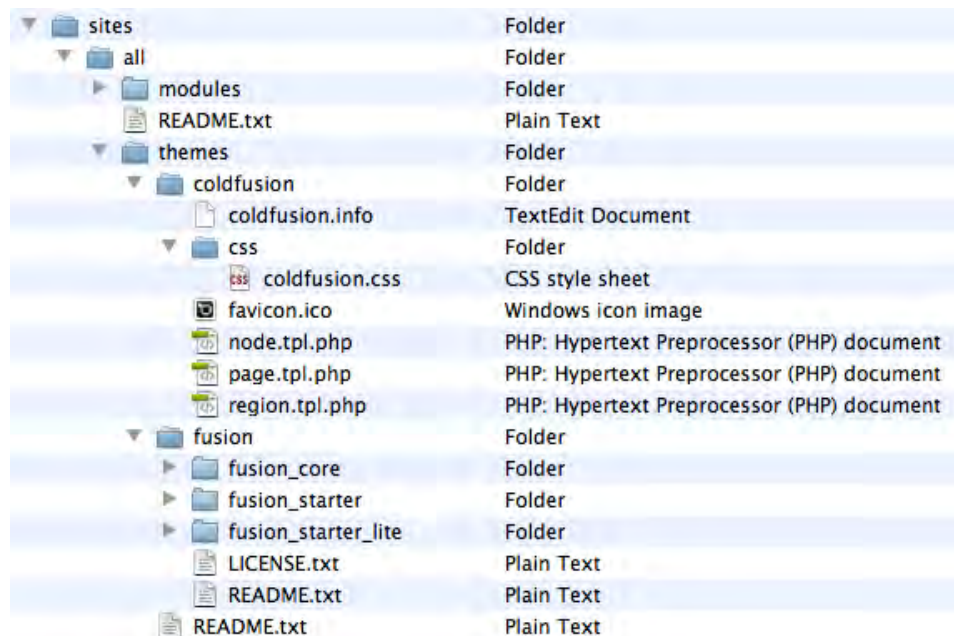 sites Folder
all Folder
modules Folder
README.txt Plain Text
themes Folder
coldfusion Folder
coldfusion.info TextEdit Document
css Folder
css coldfusion.css CSS style sheet
favicon.ico Windows icon image
node.tpl.php PHP: Hypertext Preprocessor (PHP) document
page.tpl.php PHP: Hypertext Preprocessor (PHP) document
region.tpl.php PHP: Hypertext Preprocessor (PHP) document
fusion Folder
fusion_core Folder
fusion_starter Folder
fusion_starter_lite Folder
LICENSE.txt Plain Text
README.txt Plain Text
README.txt Plain Text